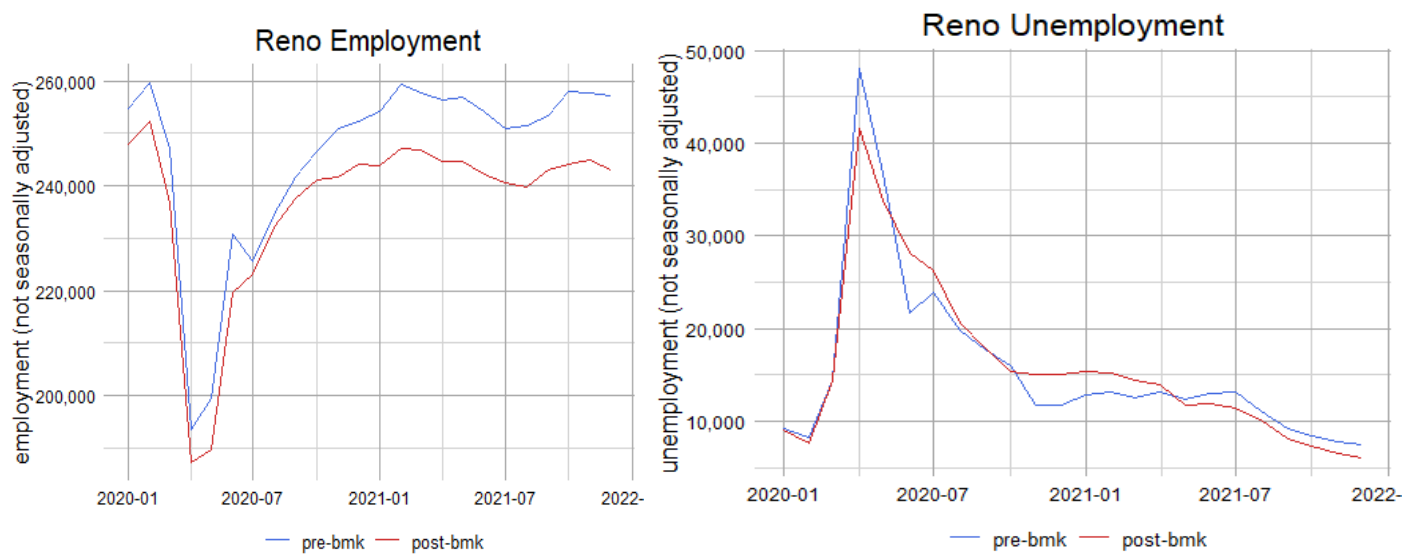 Reno Employment
employment (not seasonally adjusted)
260,000
240,000
220,000
200,000
2020-01 2020-07 2021-01 2021-07 2022-
pre-bmk post-bmk
Reno Unemployment
unemployment (not seasonally adjusted)
50,000
40,000
30,000
20,000
10,000
2020-01 2020-07 2021-01 2021-07 2022-
pre-bmk post-bmk